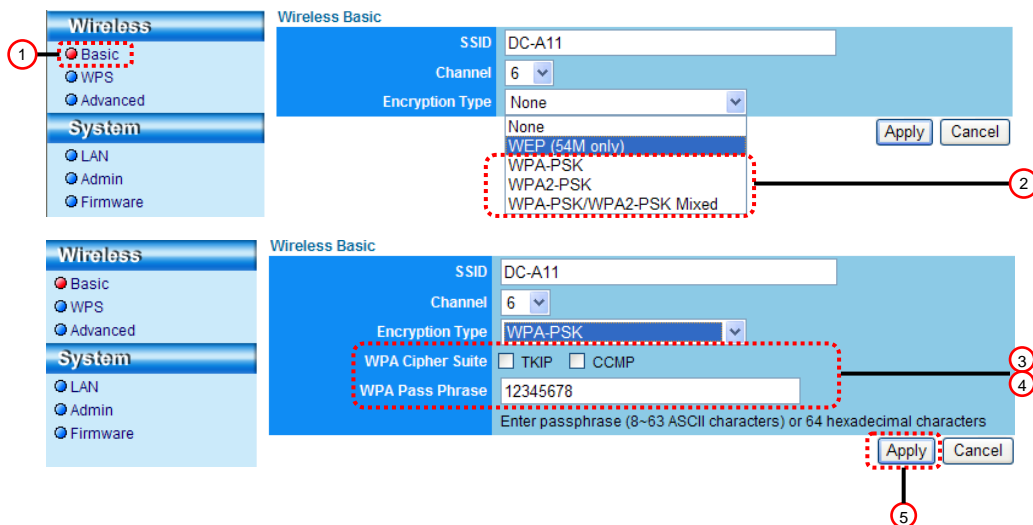 Wireless
1
Basic
WPS
Advanced
System
LAN
Admin
Firmware
Wireless Basic
SSID DC-A11
Channel 6
Encryption Type None
None
WEP (54M only)
WPA-PSK
WPA2-PSK
WPA-PSK/WPA2-PSK Mixed
Apply Cancel
2
Wireless
Basic
WPS
Advanced
System
LAN
Admin
Firmware
Wireless Basic
SSID DC-A11
Channel 6
Encryption Type WPA-PSK
WPA Cipher Suite TKIP CCMP
WPA Pass Phrase 12345678
Enter passphrase (8~63 ASCII characters) or 64 hexadecimal characters
3
4
Apply Cancel
5